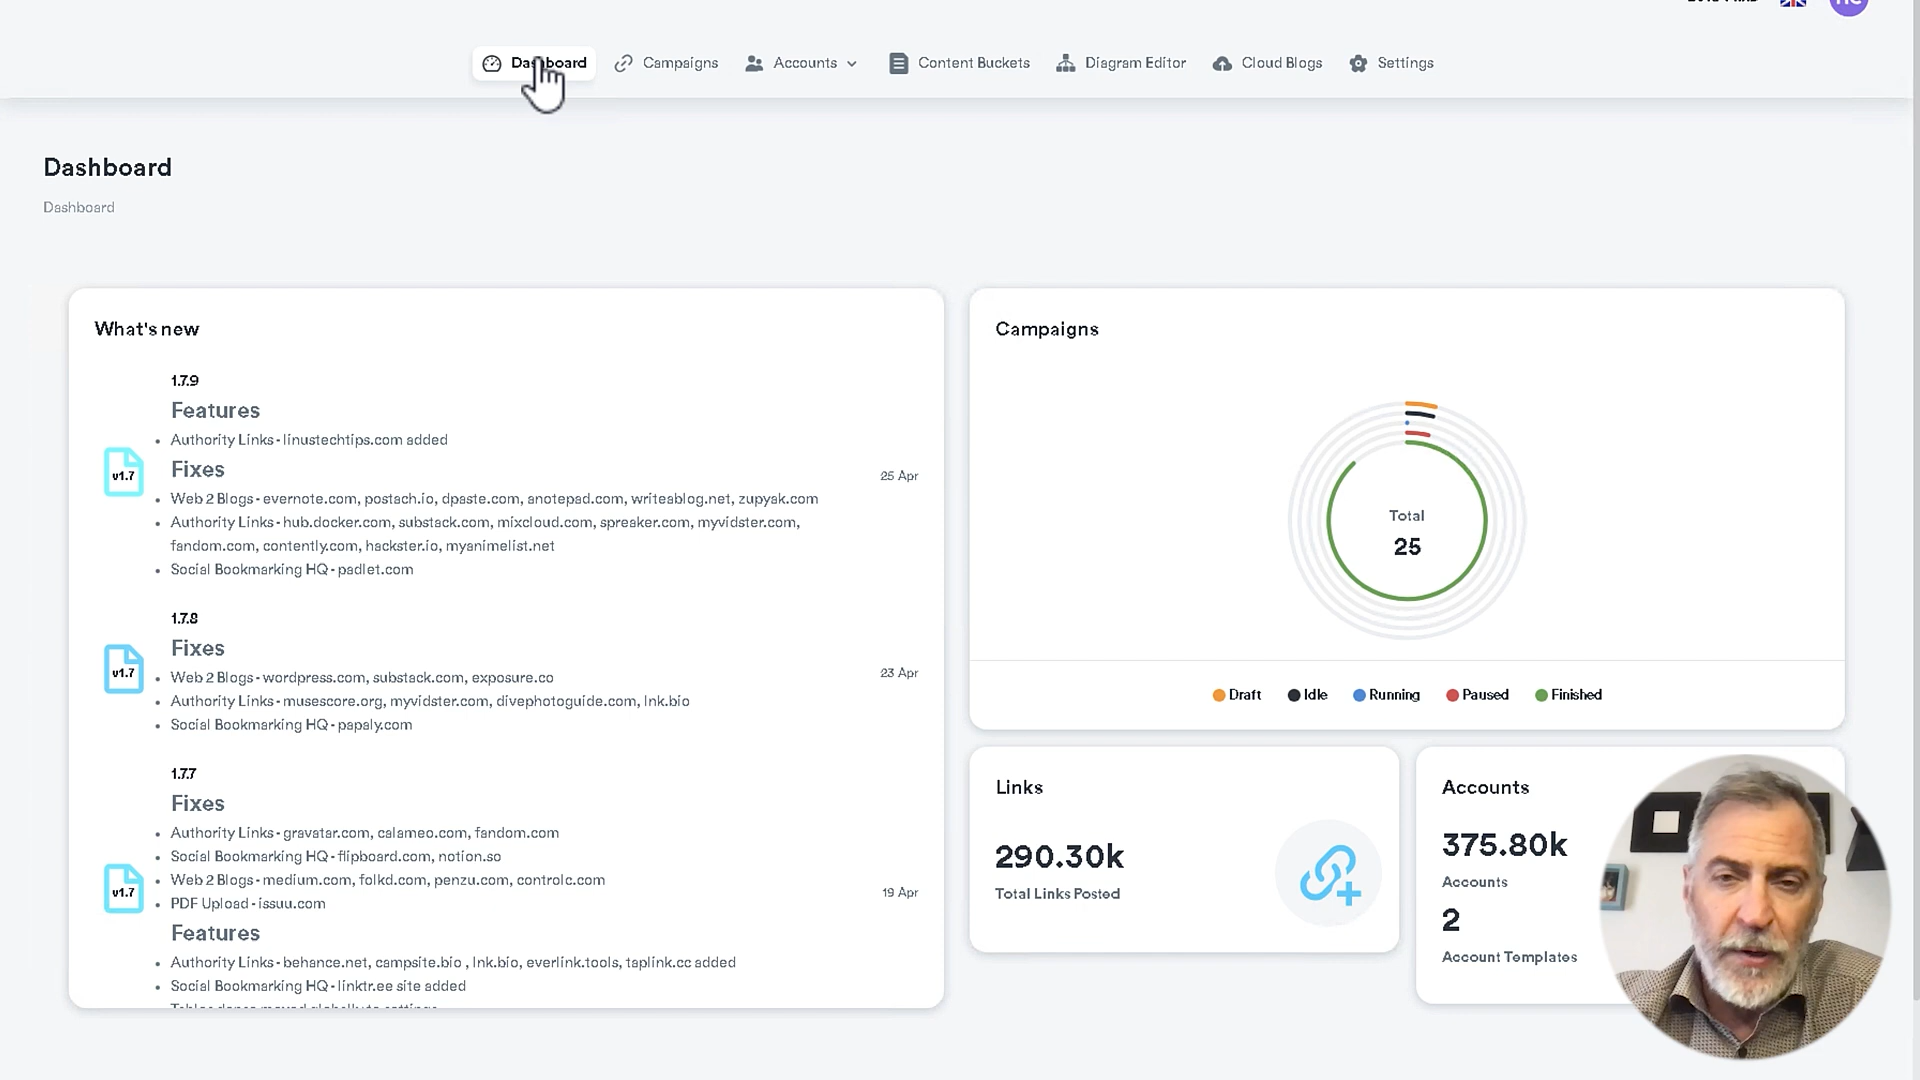 Dashboard
Campaigns
Accounts
Content Buckets
Diagram Editor
Cloud Blogs
Settings
Dashboard
Dashboard
What's new
1.7.9
Features
• Authority Links - linustechtips.com added
Fixes
v1.7
25 Apr
• Web 2 Blogs - evernote.com, postach.io, dpaste.com, anotepad.com, writeablog.net, zupyak.com
• Authority Links - hub.docker.com, substack.com, mixcloud.com, spreaker.com, myvidster.com,
fandom.com, contently.com, hackster.io, myanimelist.net
• Social Bookmarking HQ - padlet.com
1.7.8
Fixes
v1.7
23 Apr
• Web 2 Blogs - wordpress.com, substack.com, exposure.co
• Authority Links - musescore.org, myvidster.com, divephotoguide.com, lnk.bio
• Social Bookmarking HQ - papaly.com
1.7.7
Fixes
• Authority Links - gravatar.com, calameo.com, fandom.com
• Social Bookmarking HQ - flipboard.com, notion.so
• Web 2 Blogs - medium.com, folkd.com, penzu.com, controlc.com
v1.7
19 Apr
• PDF Upload - issuu.com
Features
• Authority Links - behance.net, campsite.bio , lnk.bio, everlink.tools, taplink.cc added
• Social Bookmarking HQ - linktr.ee site added
Campaigns
Total
25
Draft
Idle
Running
Paused
Finished
Links
290.30k
Total Links Posted
Accounts
375.80k
Accounts
2
Account Templates